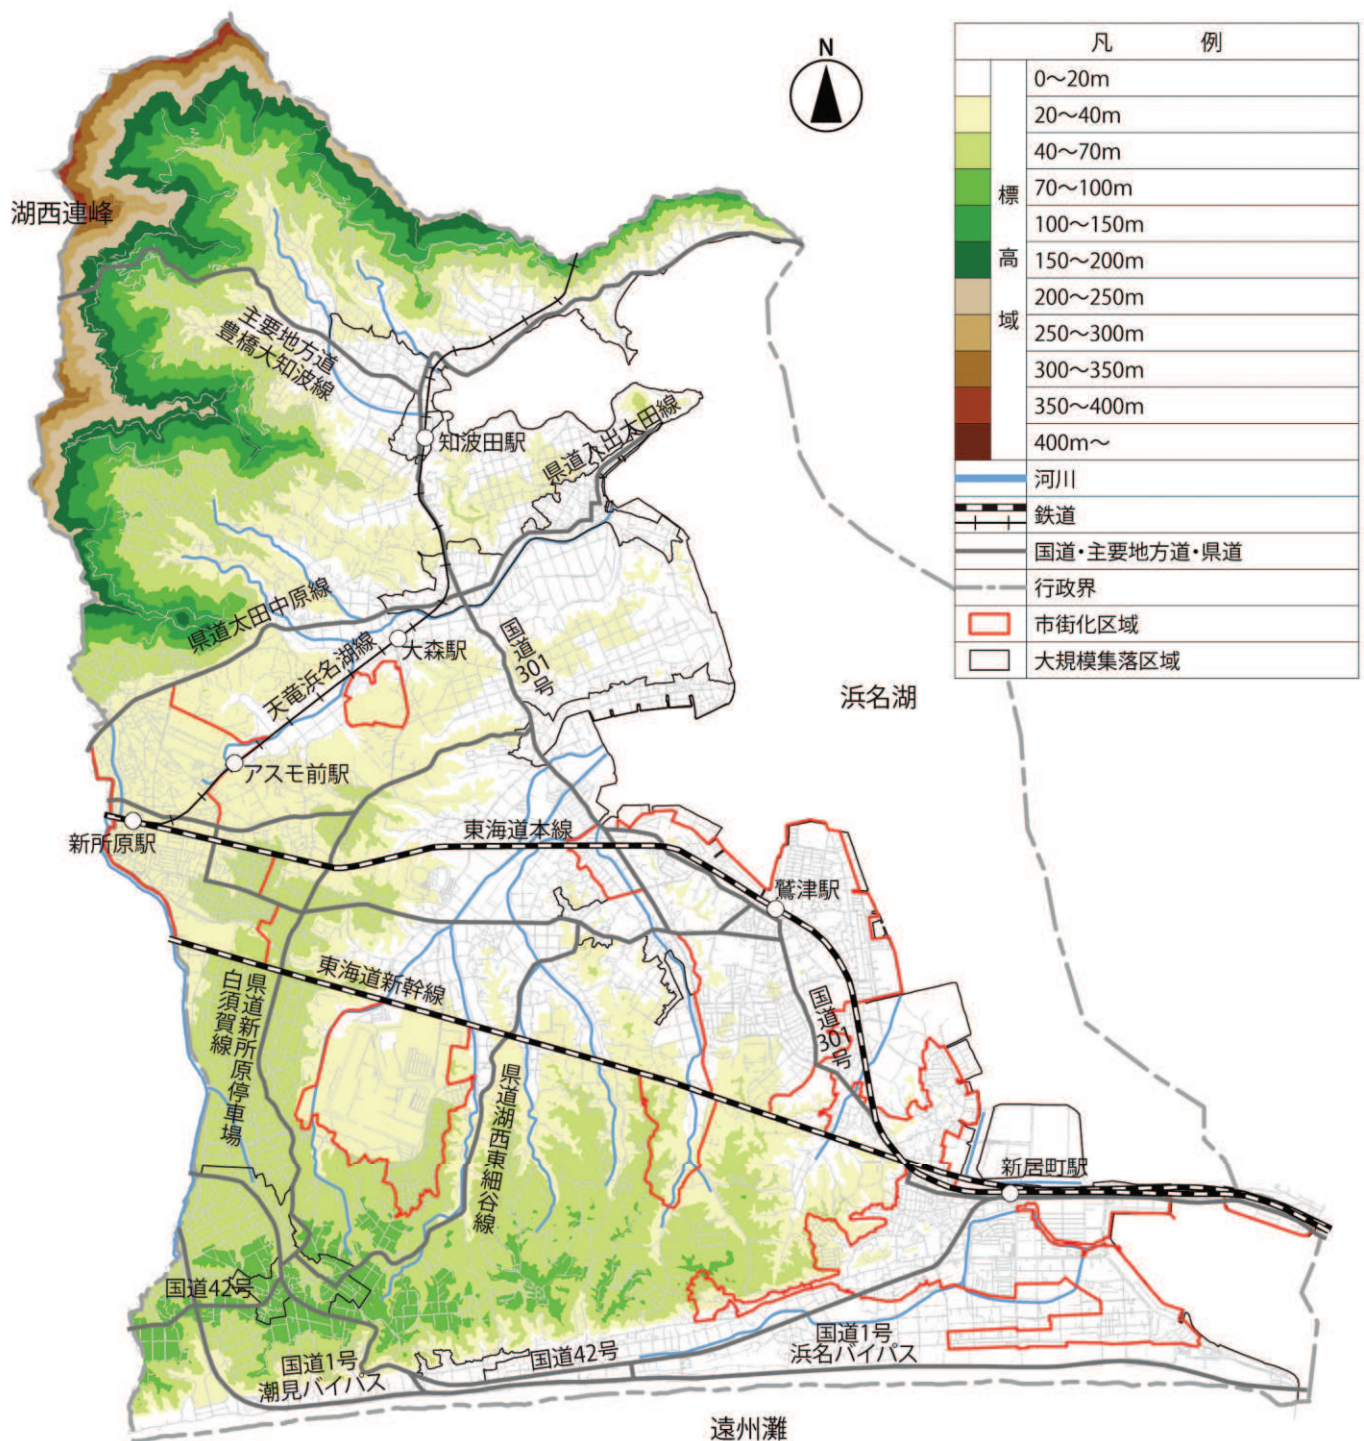 N
凡 例
0～20m
20～40m
40～70m
70～100m
100～150m
150～200m
200～250m
250～300m
300～350m
350～400m
400m～
標高域
河川
鉄道
国道・主要地方道・県道
行政界
市街化区域
大規模集落区域
湖西連峰
主要地方道
豊橋大知波線
知波田駅
県道入出太田線
県道太田中原線
天竜浜名湖線
大森駅
国道
301
号
浜名湖
アスモ前駅
新所原駅
東海道本線
鷲津駅
東海道新幹線
県道新所原停車場
白須賀線
国道
301
号
県道湖西東細谷線
新居町駅
国道42号
国道1号
潮見バイパス
国道42号
国道1号
浜名バイパス
遠州灘